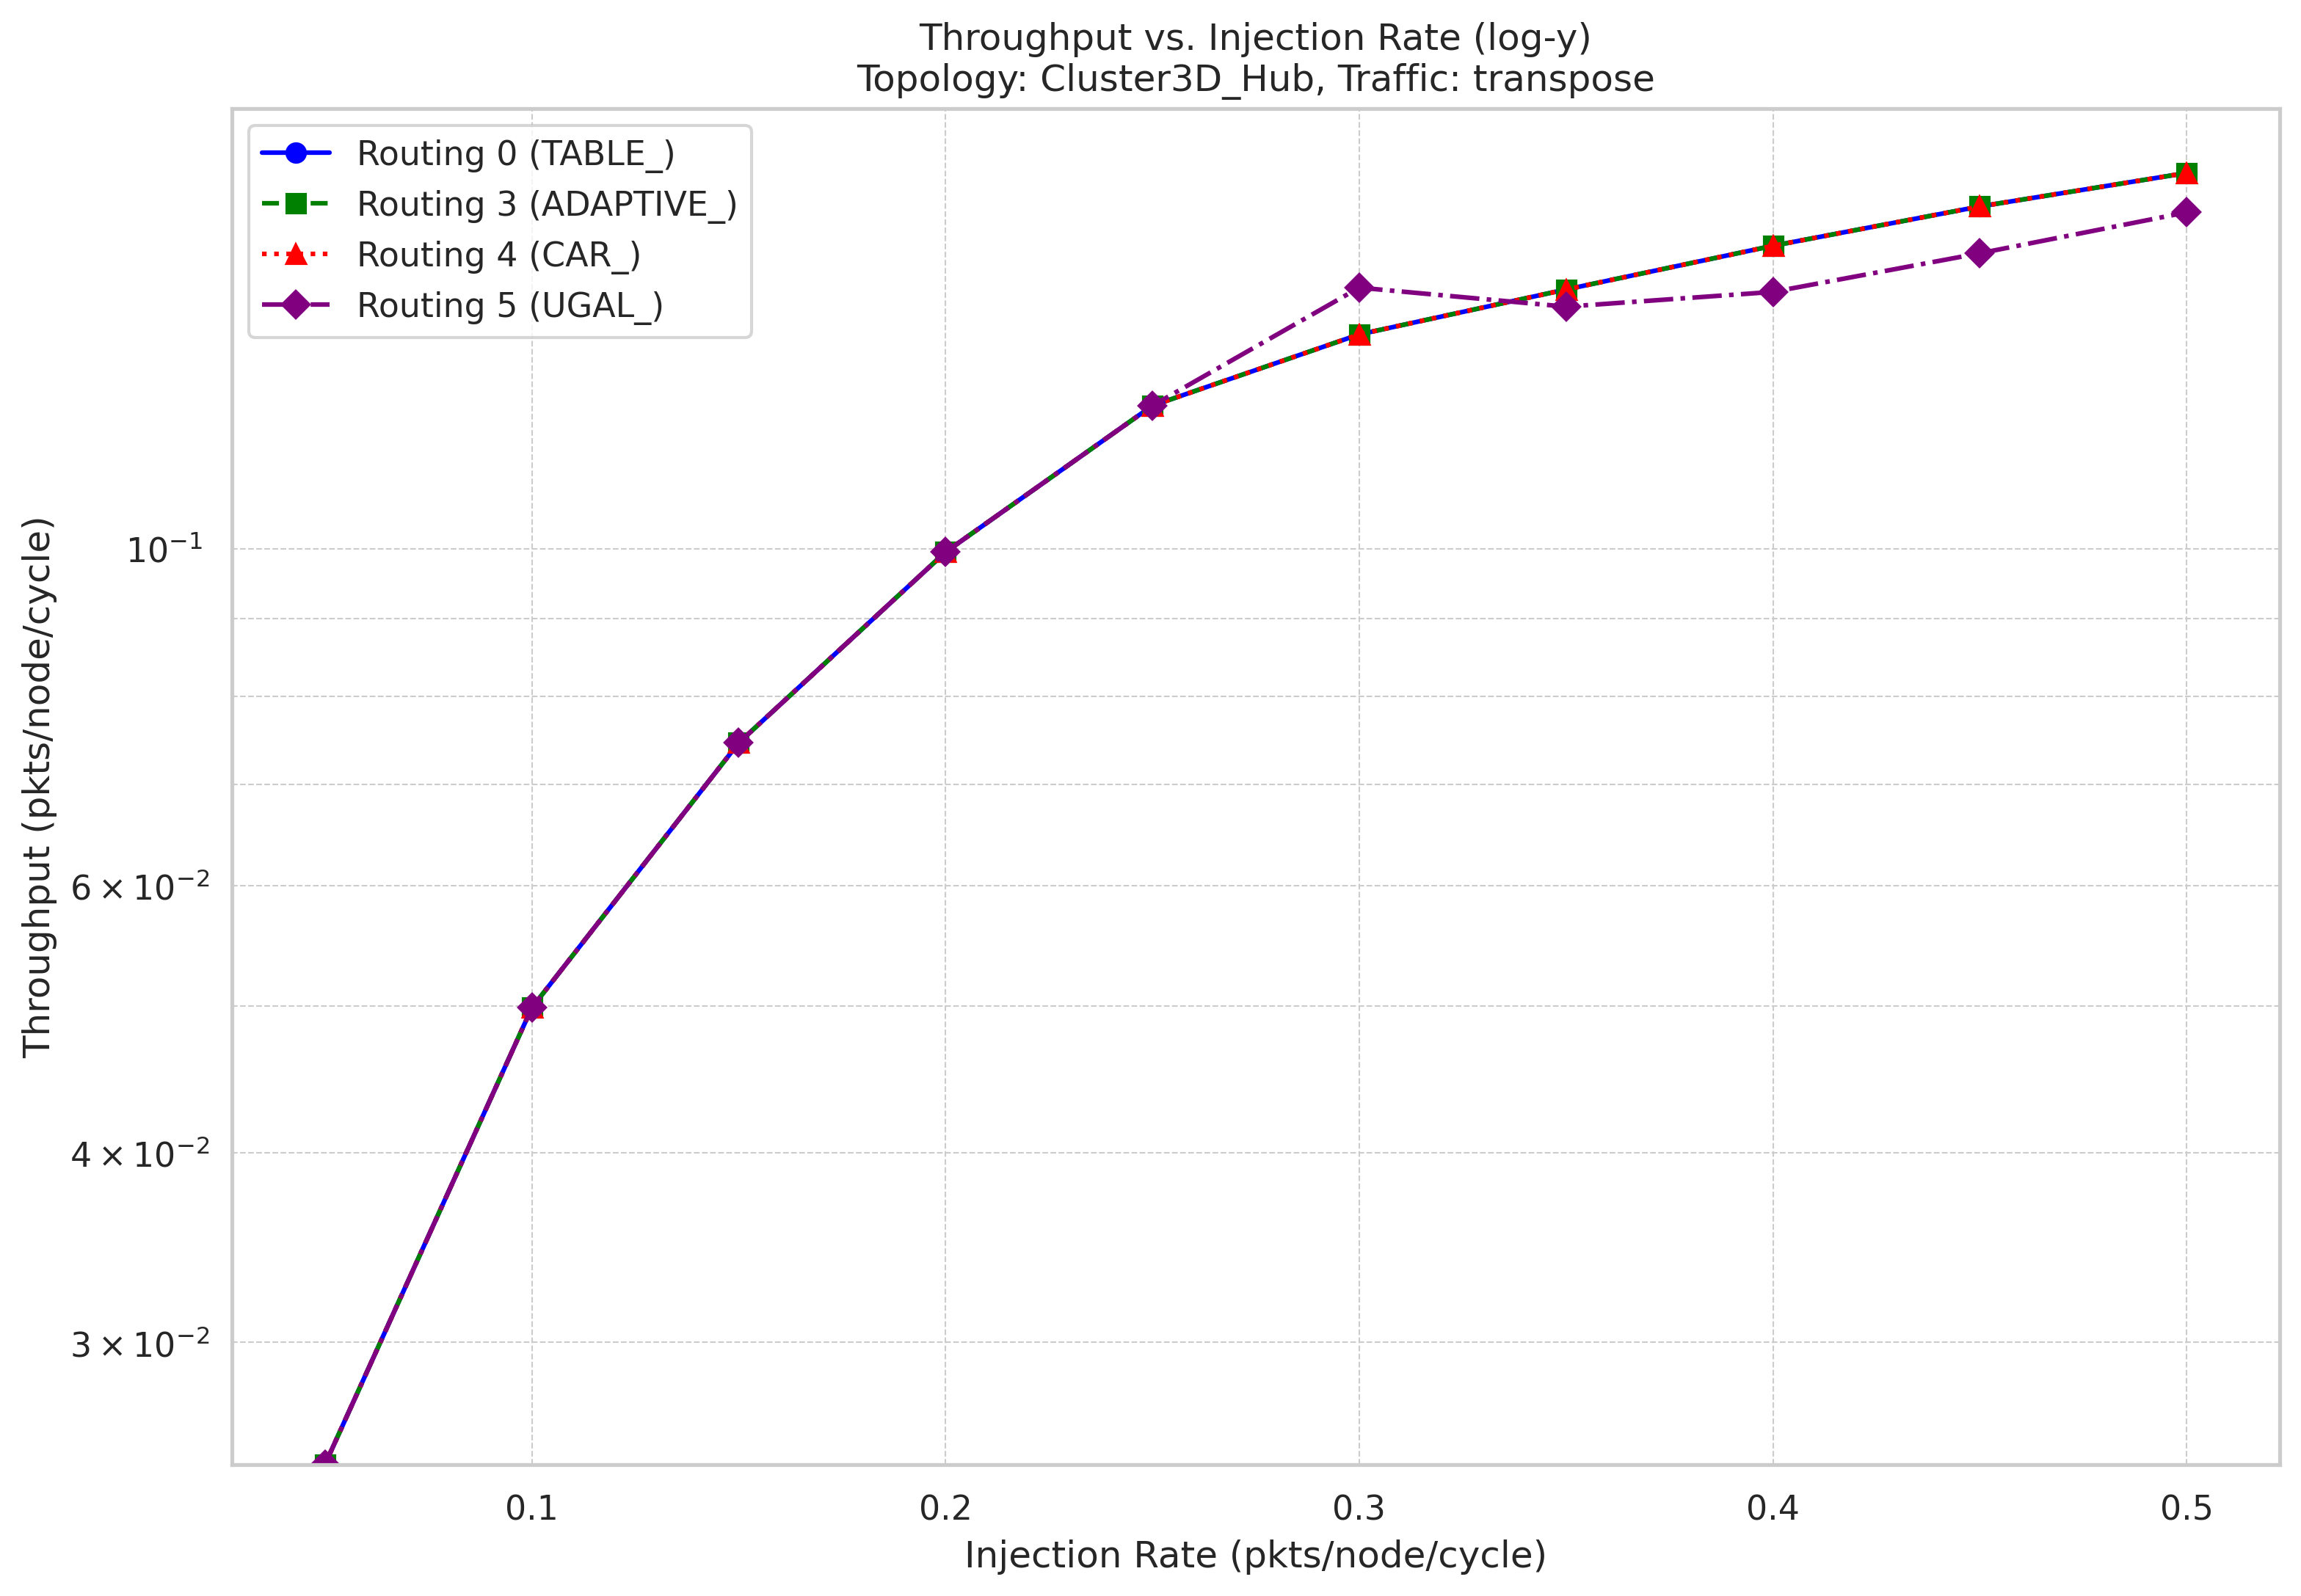 Throughput vs. Injection Rate (log-y)
Topology: Cluster3D_Hub, Traffic: transpose
Routing 0 (TABLE_)
Routing 3 (ADAPTIVE_)
Routing 4 (CAR_)
Routing 5 (UGAL_)
Throughput (pkts/node/cycle)
10⁻¹
6 × 10⁻²
4 × 10⁻²
3 × 10⁻²
0.1 0.2 0.3 0.4 0.5
Injection Rate (pkts/node/cycle)